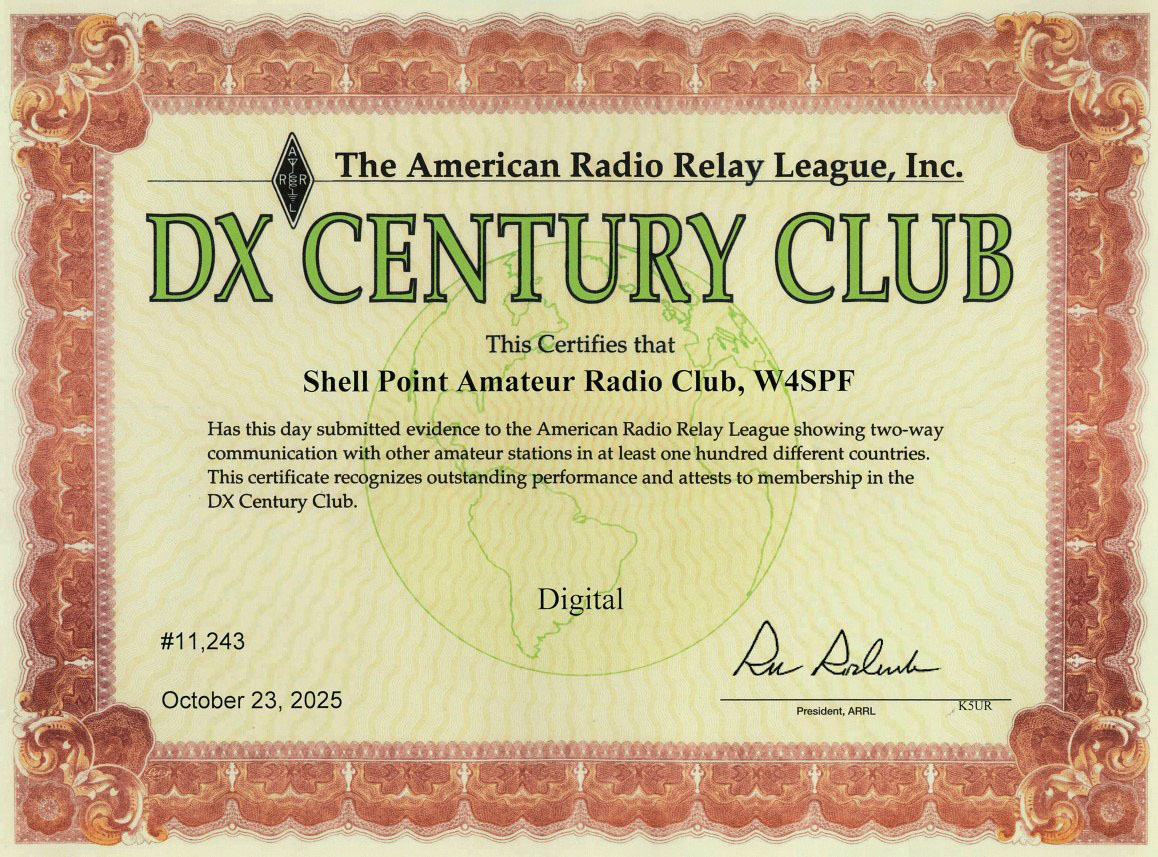 ARRL
The American Radio Relay League, Inc.
DX CENTURY CLUB
This Certifies that
Shell Point Amateur Radio Club, W4SPF
Has this day submitted evidence to the American Radio Relay League showing two-way
communication with other amateur stations in at least one hundred different countries.
This certificate recognizes outstanding performance and attests to membership in the
DX Century Club.
Digital
#11,243
October 23, 2025
President, ARRL
K5UR